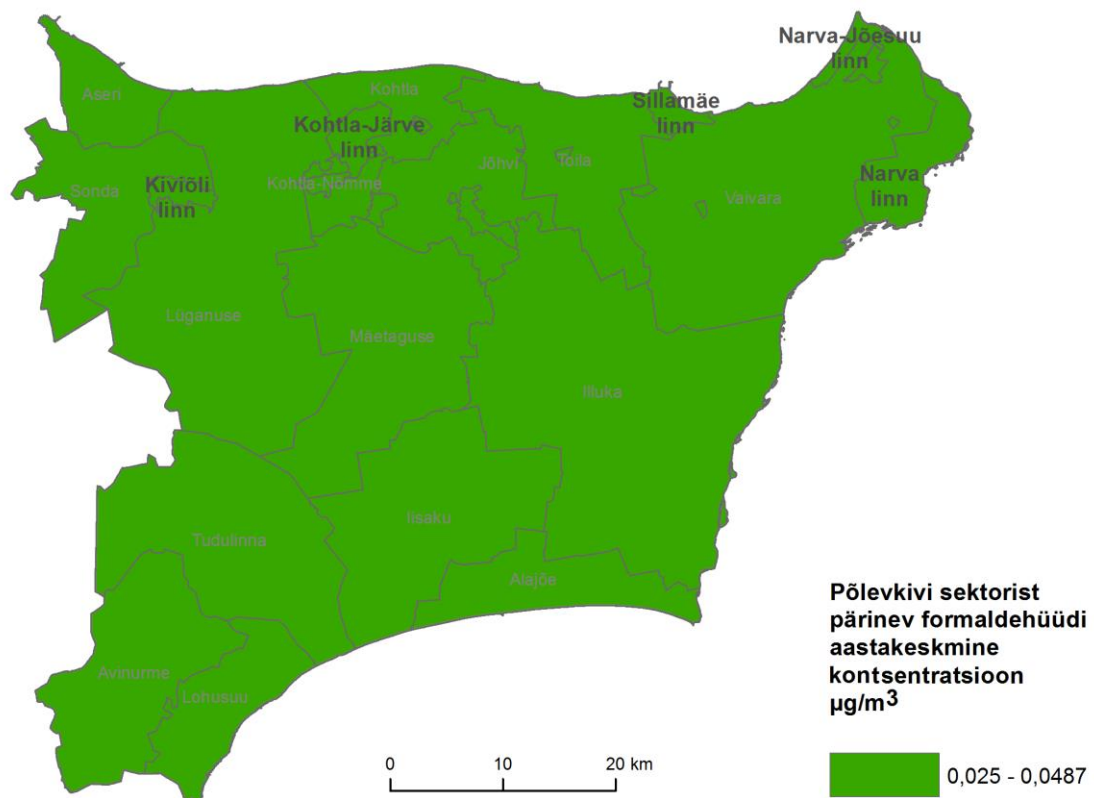 Narva-Jõesuu
linn
Aseri
Kohtla
Sillamäe
linn
Kohtla-Järve
linn
Jõhvi
Toila
Sonda
Kiviõli
linn
Kohtla-Nõmme
Vaivara
Narva
linn
Lüganuse
Mäetaguse
Illuka
Iisaku
Tudulinna
Alajõe
Avinurme
Lohusuu
Põlevkivi sektorist
pärinev formaldehüüdi
aastakeskmine
kontsentratsioon
µg/m³
0 10 20 km
0,025 - 0,0487